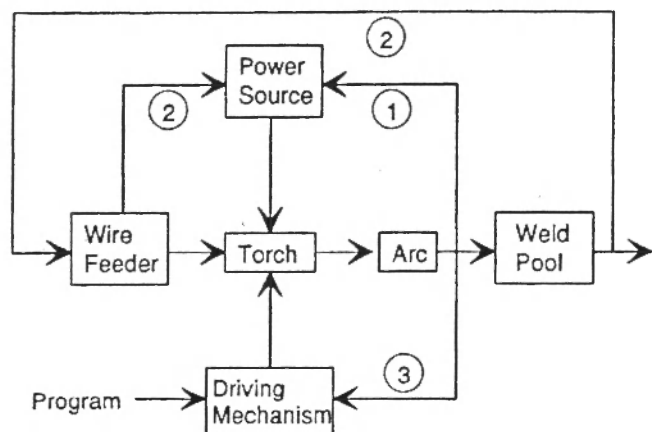 2
Power
Source
2
1
Wire
Feeder
Torch
Arc
Weld
Pool
3
Program
Driving
Mechanism